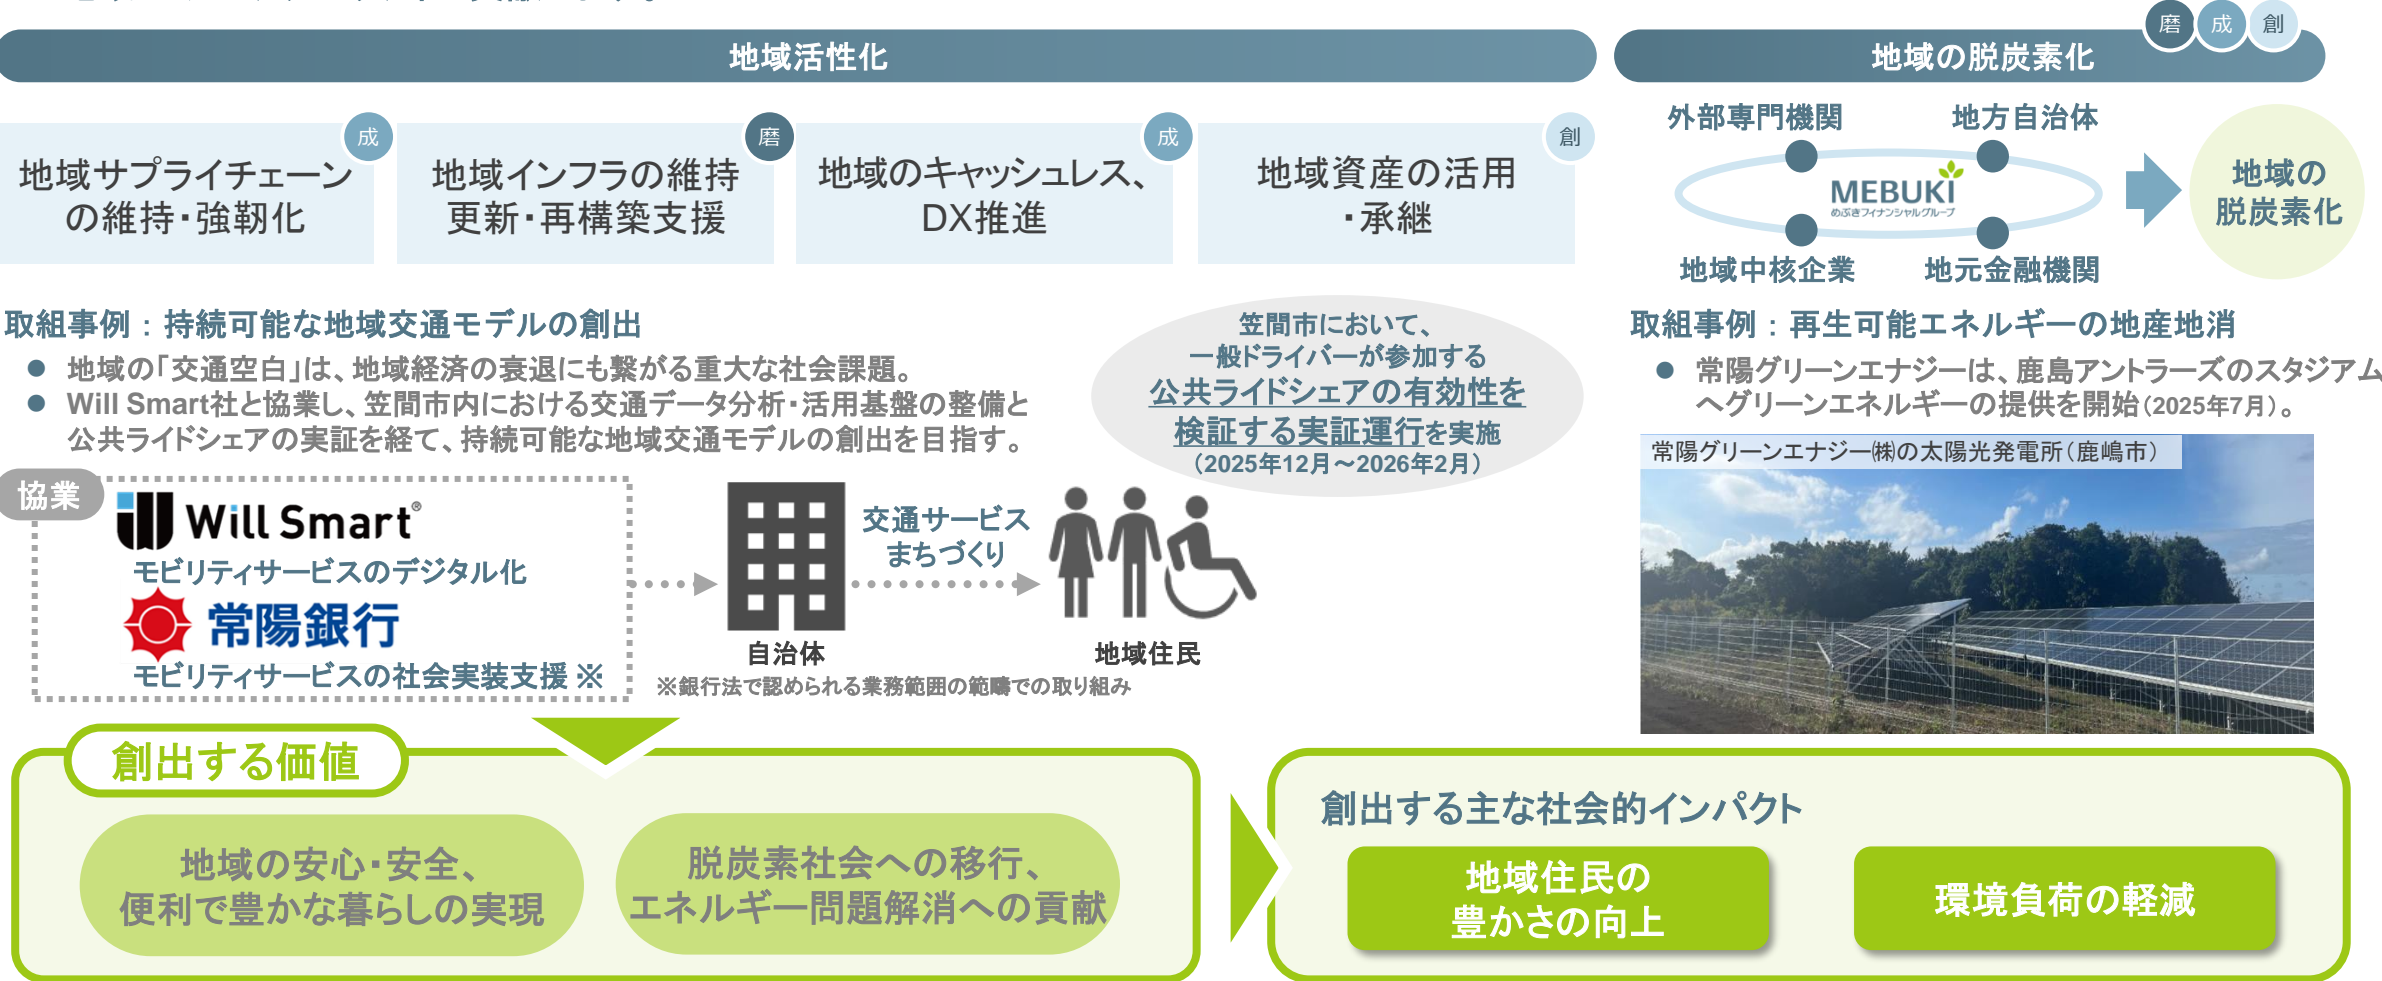 地域活性化
成
地域サプライチェーン
の維持・強靭化
磨
地域インフラの維持
更新・再構築支援
成
地域のキャッシュレス、
DX推進
創
地域資産の活用
・承継
取組事例：持続可能な地域交通モデルの創出
● 地域の「交通空白」は、地域経済の衰退にも繋がる重大な社会課題。
● Will Smart社と協業し、笠間市内における交通データ分析・活用基盤の整備と
公共ライドシェアの実証を経て、持続可能な地域交通モデルの創出を目指す。
笠間市において、
一般ドライバーが参加する
公共ライドシェアの有効性を
検証する実証運行を実施
（2025年12月～2026年2月）
協業
Will Smart®
モビリティサービスのデジタル化
常陽銀行
モビリティサービスの社会実装支援 ※
自治体
交通サービス
まちづくり
地域住民
※銀行法で認められる業務範囲の範疇での取り組み
磨 成 創
地域の脱炭素化
外部専門機関
地方自治体
MEBUKI
めぶきフィナンシャルグループ
地域中核企業
地元金融機関
地域の
脱炭素化
取組事例：再生可能エネルギーの地産地消
● 常陽グリーンエナジーは、鹿島アントラーズのスタジアム
へグリーンエネルギーの提供を開始（2025年7月）。
常陽グリーンエナジー㈱の太陽光発電所（鹿嶋市）
創出する価値
地域の安心・安全、
便利で豊かな暮らしの実現
脱炭素社会への移行、
エネルギー問題解消への貢献
創出する主な社会的インパクト
地域住民の
豊かさの向上
環境負荷の軽減